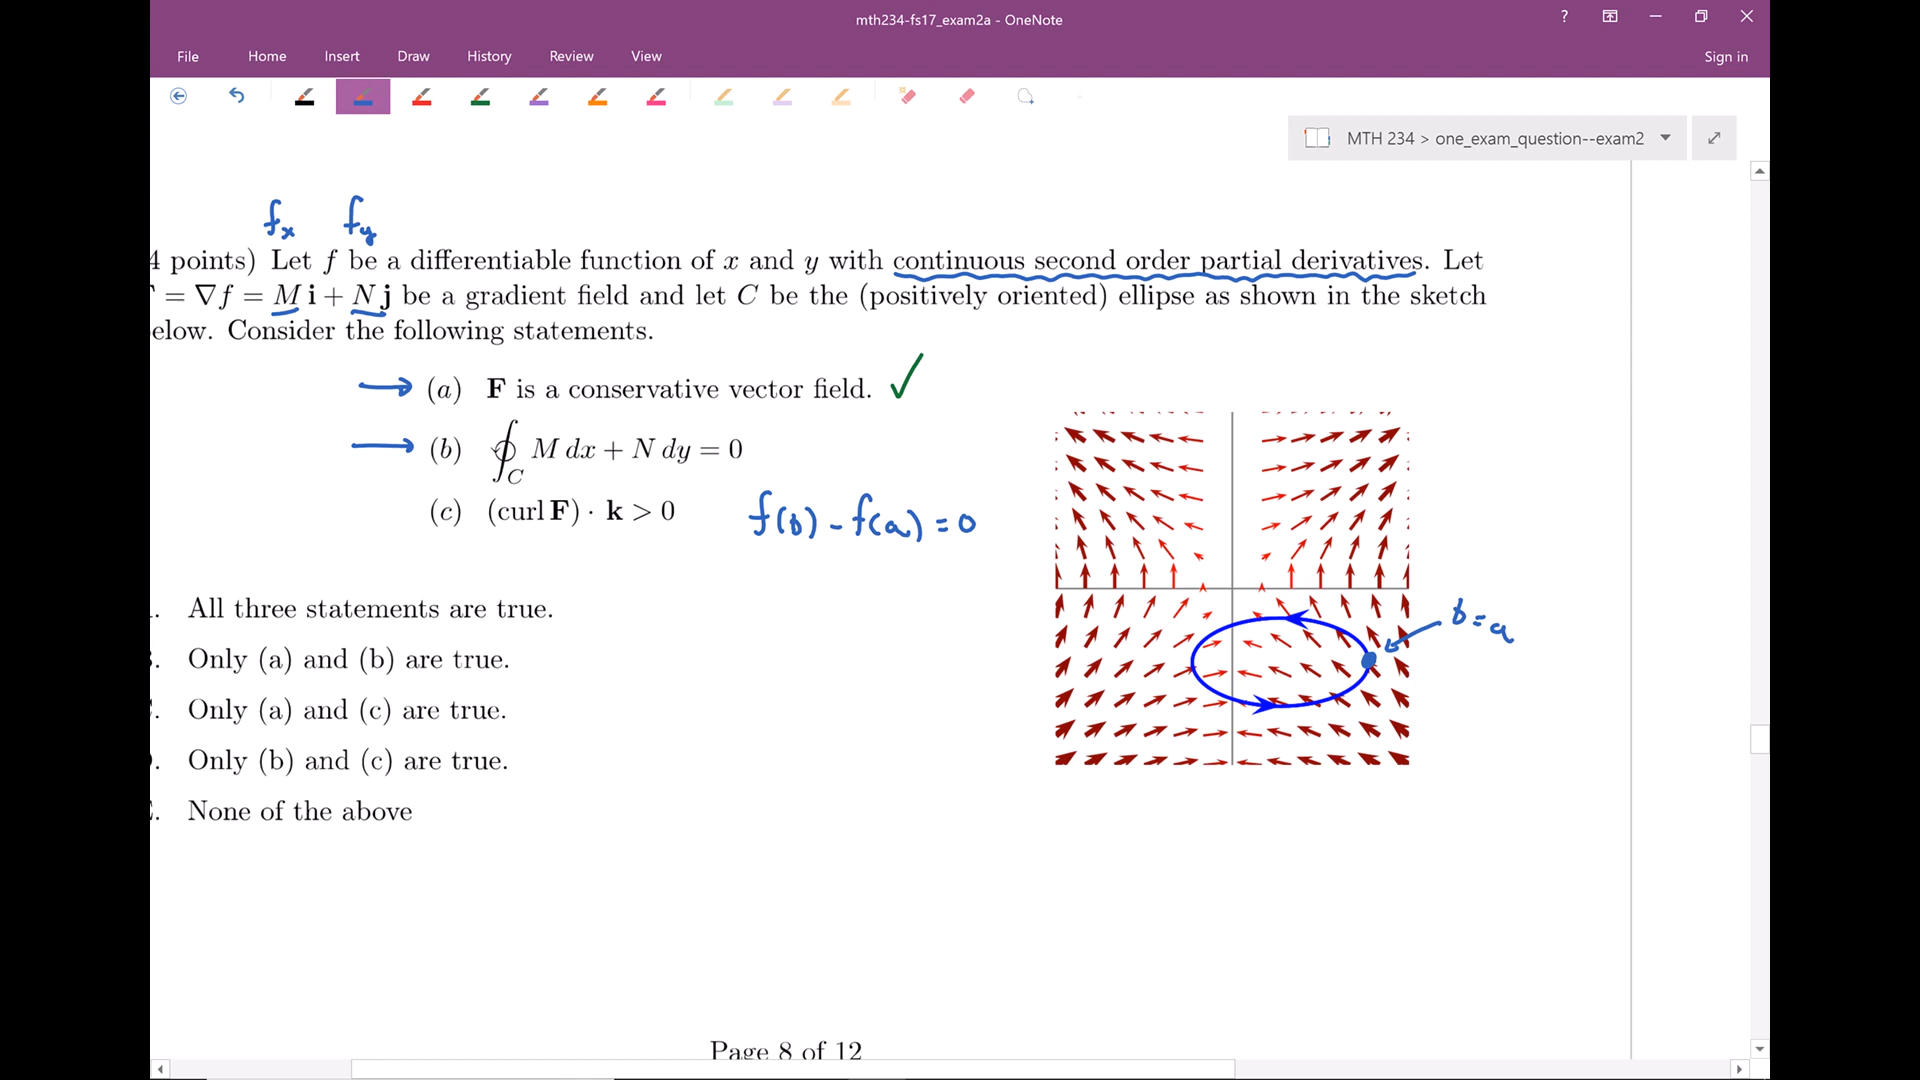 mth234-fs17_exam2a - OneNote
?
File Home Insert Draw History Review View
Sign in
MTH 234 > one_exam_question--exam2
fx fy
4 points) Let f be a differentiable function of x and y with continuous second order partial derivatives. Let
= ∇f = M i + N j be a gradient field and let C be the (positively oriented) ellipse as shown in the sketch
elow. Consider the following statements.
(a) F is a conservative vector field. ✓
(b) ∮_C M dx + N dy = 0
(c) (curl F) · k > 0
f(b) - f(a) = 0
b = a
. All three statements are true.
. Only (a) and (b) are true.
. Only (a) and (c) are true.
. Only (b) and (c) are true.
. None of the above
Page 8 of 12